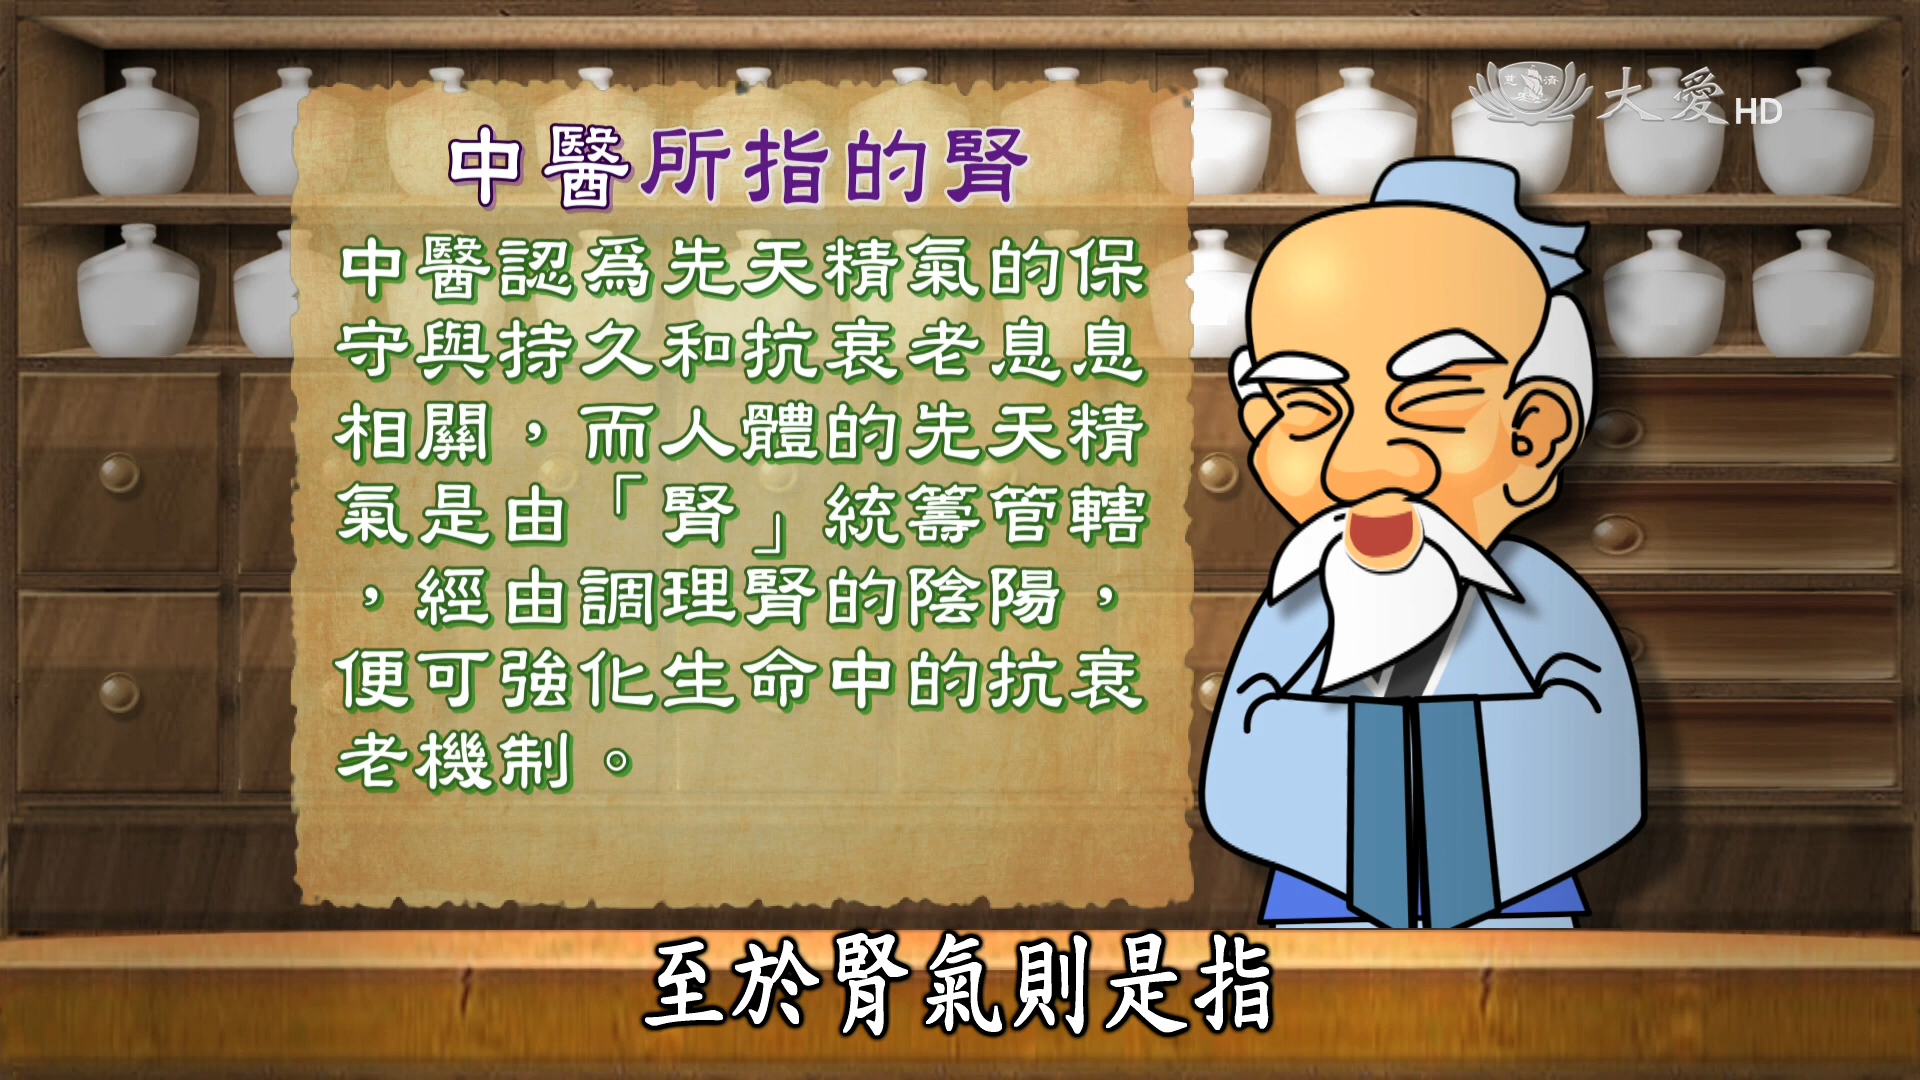 慈濟
大愛HD
中醫所指的腎
中醫認為先天精氣的保
守與持久和抗衰老息息
相關，而人體的先天精
氣是由「腎」統籌管轄
，經由調理腎的陰陽，
便可強化生命中的抗衰
老機制。
至於腎氣則是指